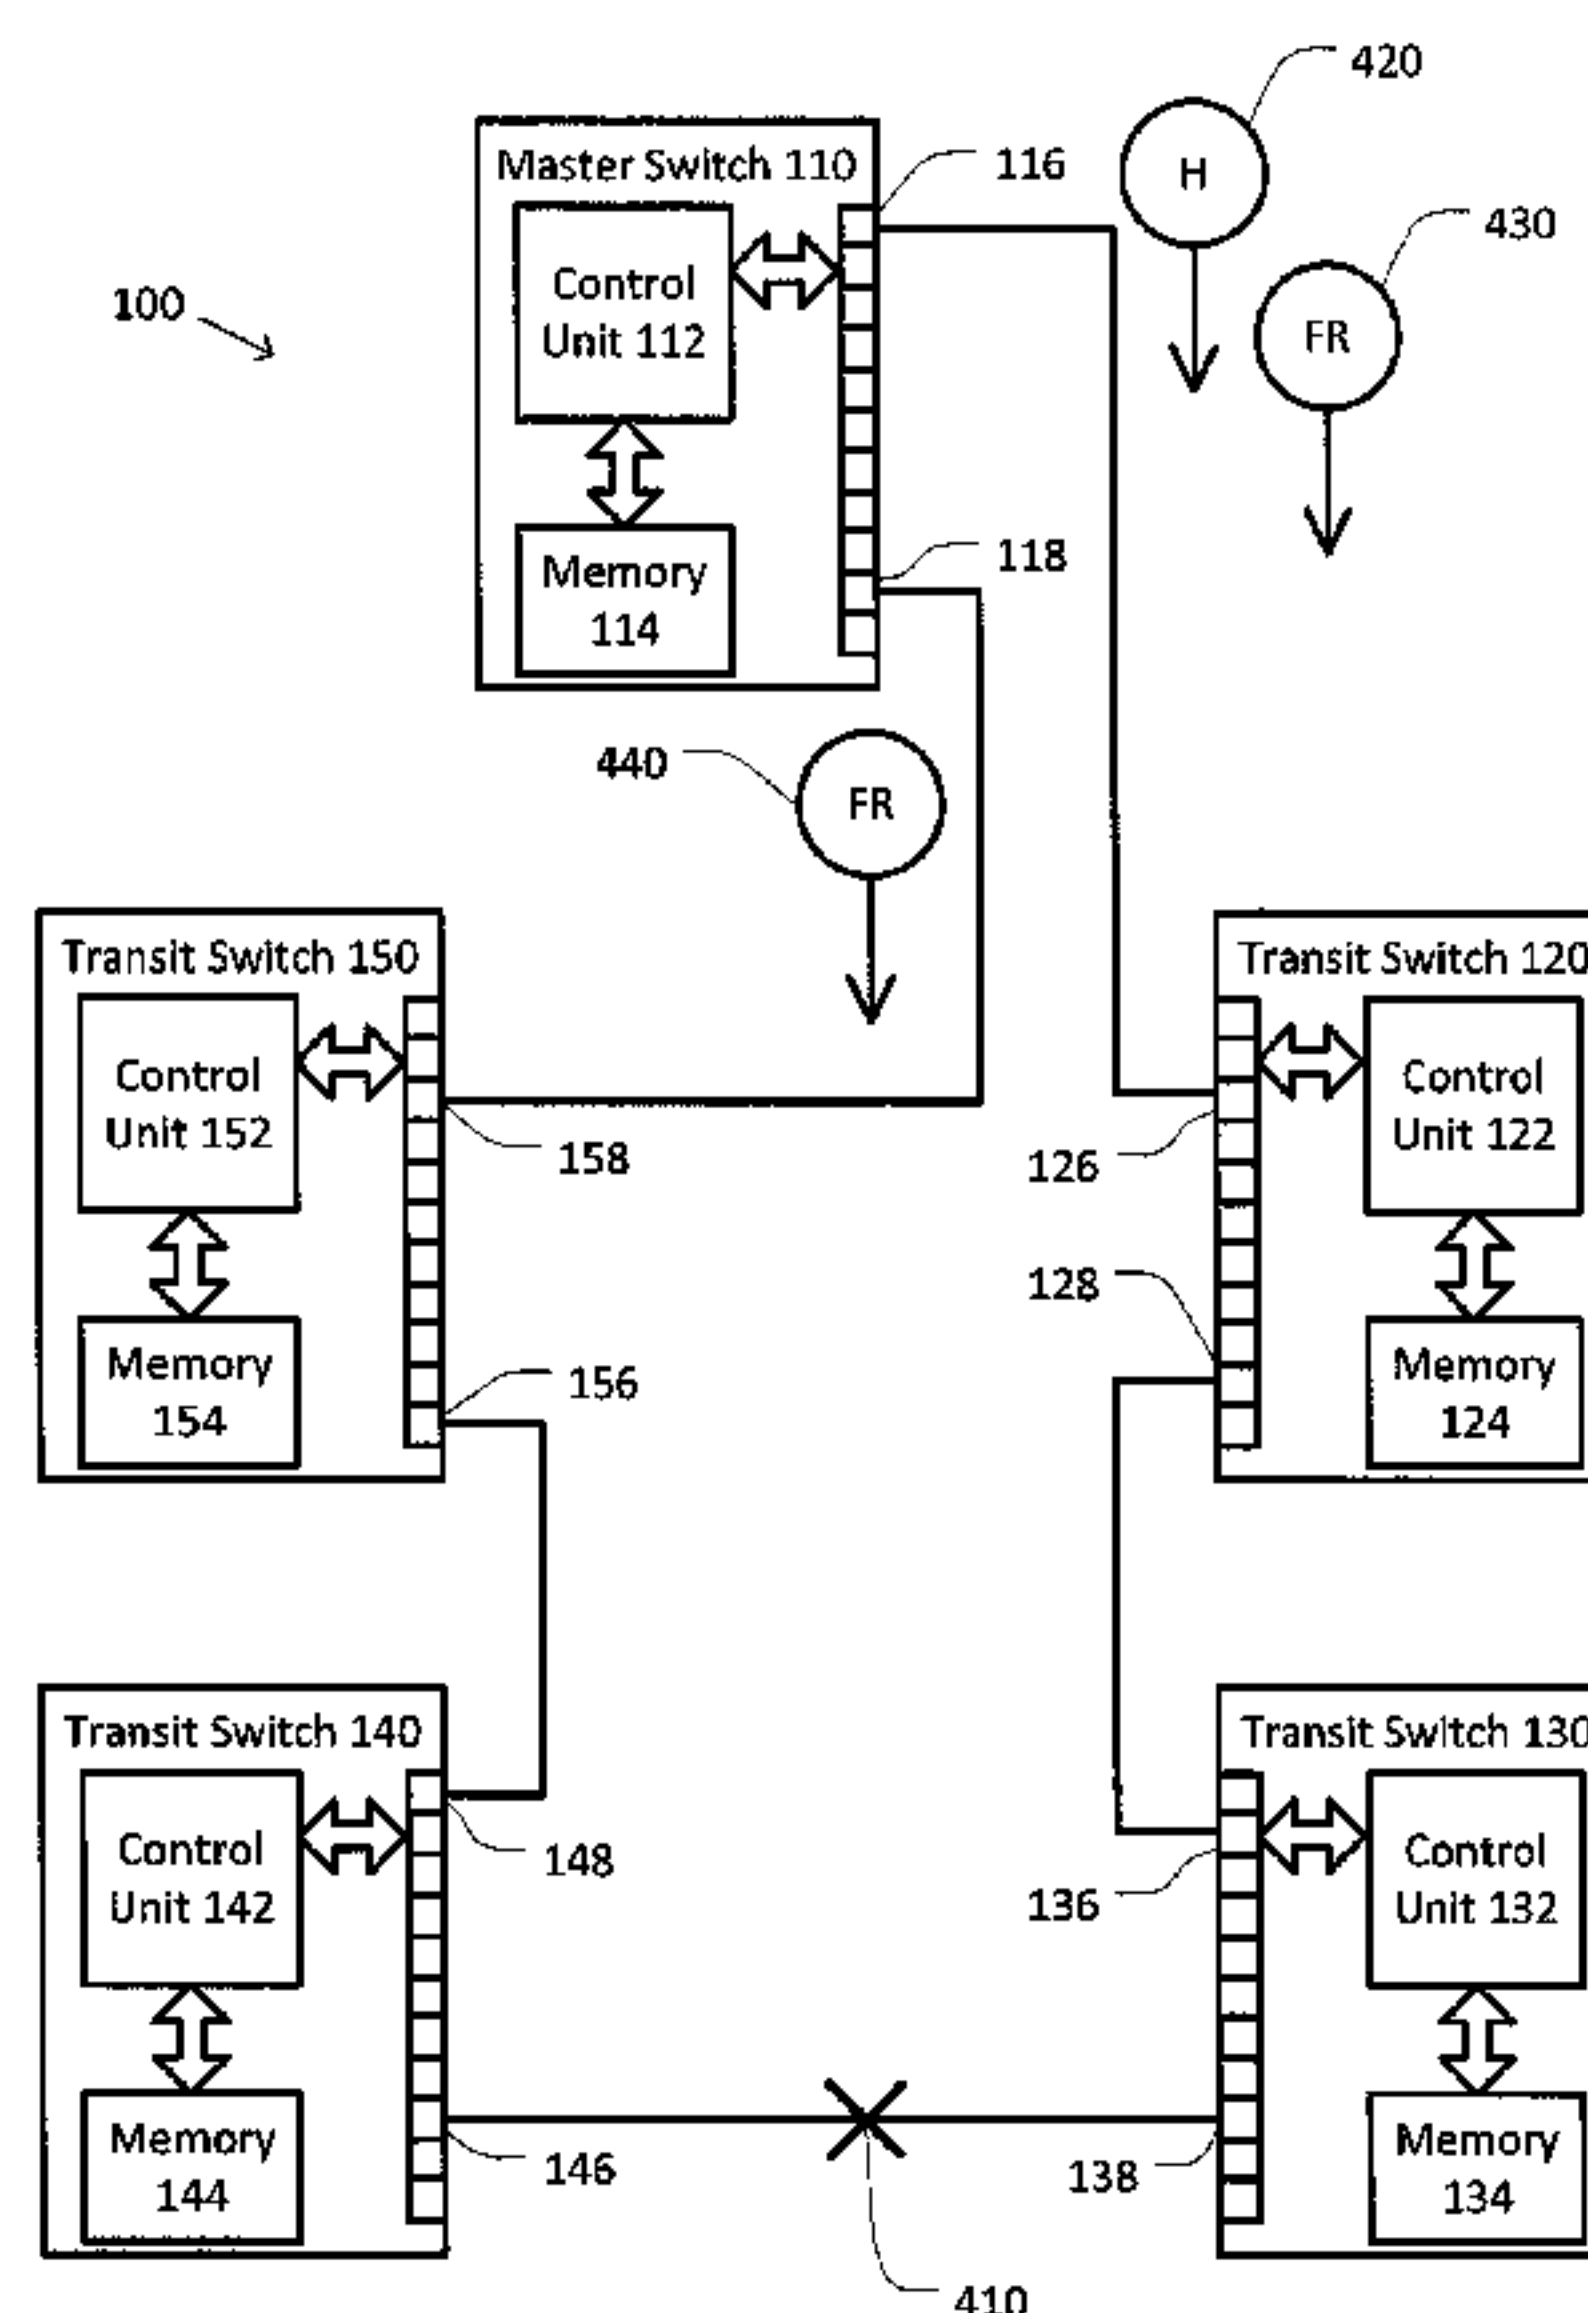 420
Master Switch 110
116
H
430
Control
Unit 112
FR
100
118
Memory
114
440
FR
Transit Switch 150
Transit Switch 120
Control
Unit 152
Control
Unit 122
158
126
128
Memory
154
156
Memory
124
Transit Switch 140
Transit Switch 130
Control
Unit 142
148
Control
Unit 132
136
Memory
144
146
138
Memory
134
410